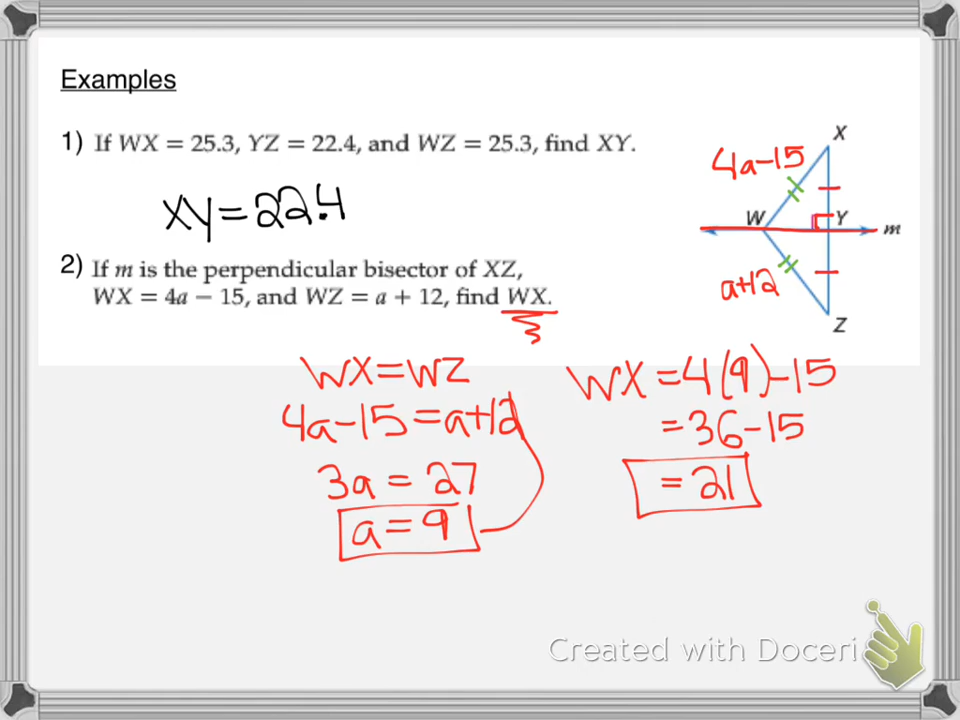 Examples
1) If WX = 25.3, YZ = 22.4, and WZ = 25.3, find XY.
XY = 22.4
2) If m is the perpendicular bisector of XZ,
WX = 4a − 15, and WZ = a + 12, find WX.
X
4a-15
W
Y
m
a+12
Z
WX = WZ
4a-15 = a+12
3a = 27
a = 9
WX = 4(9)-15
= 36-15
= 21
Created with Doceri